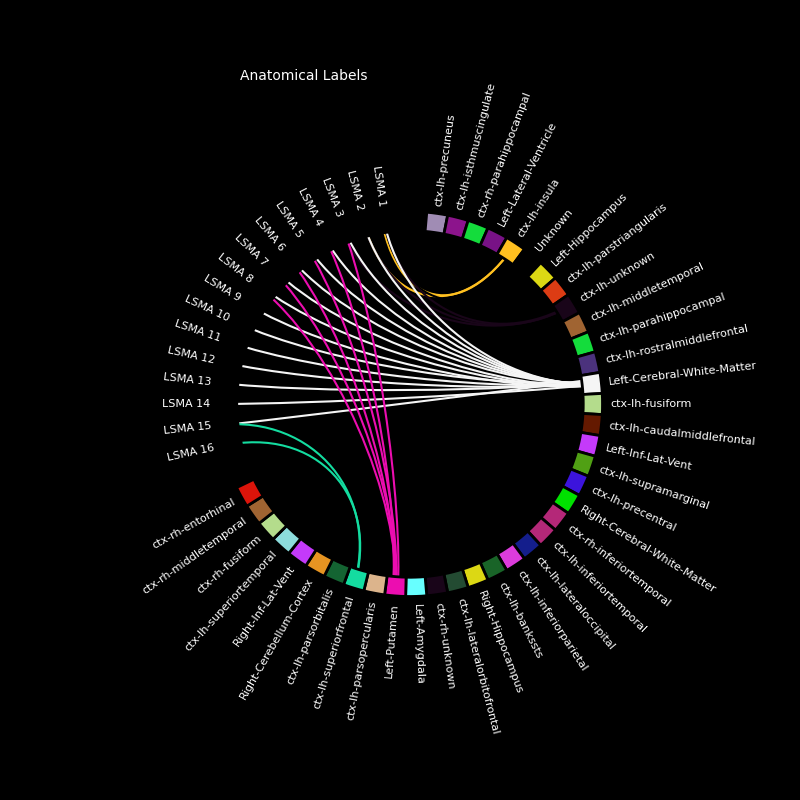 Anatomical Labels
ctx-lh-precuneus
ctx-lh-isthmuscingulate
ctx-rh-parahippocampal
Left-Lateral-Ventricle
ctx-lh-insula
Unknown
Left-Hippocampus
ctx-lh-parstriangularis
ctx-lh-unknown
ctx-lh-middletemporal
ctx-lh-parahippocampal
ctx-lh-rostralmiddlefrontal
Left-Cerebral-White-Matter
ctx-lh-fusiform
ctx-lh-caudalmiddlefrontal
Left-Inf-Lat-Vent
ctx-lh-supramarginal
ctx-lh-precentral
Right-Cerebral-White-Matter
ctx-rh-inferiortemporal
ctx-lh-inferiortemporal
ctx-lh-lateraloccipital
ctx-lh-inferiorparietal
ctx-lh-bankssts
Right-Hippocampus
ctx-lh-lateralorbitofrontal
ctx-rh-unknown
Left-Amygdala
Left-Putamen
ctx-lh-parsopercularis
ctx-lh-superiorfrontal
ctx-lh-parsorbitalis
Right-Cerebellum-Cortex
Right-Inf-Lat-Vent
ctx-lh-superiortemporal
ctx-rh-fusiform
ctx-rh-middletemporal
ctx-rh-entorhinal
LSMA 16
LSMA 15
LSMA 14
LSMA 13
LSMA 12
LSMA 11
LSMA 10
LSMA 9
LSMA 8
LSMA 7
LSMA 6
LSMA 5
LSMA 4
LSMA 3
LSMA 2
LSMA 1